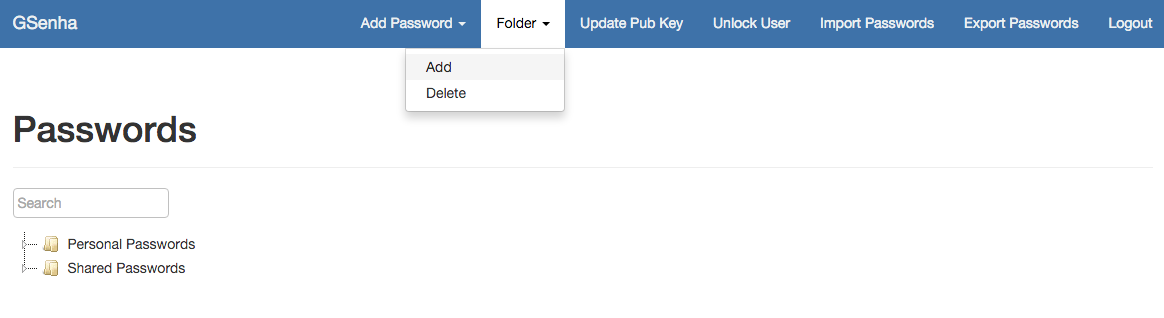 GSenha Add Password Folder Update Pub Key Unlock User Import Passwords Export Passwords Logout
Add
Delete
Passwords
Search
Personal Passwords
Shared Passwords